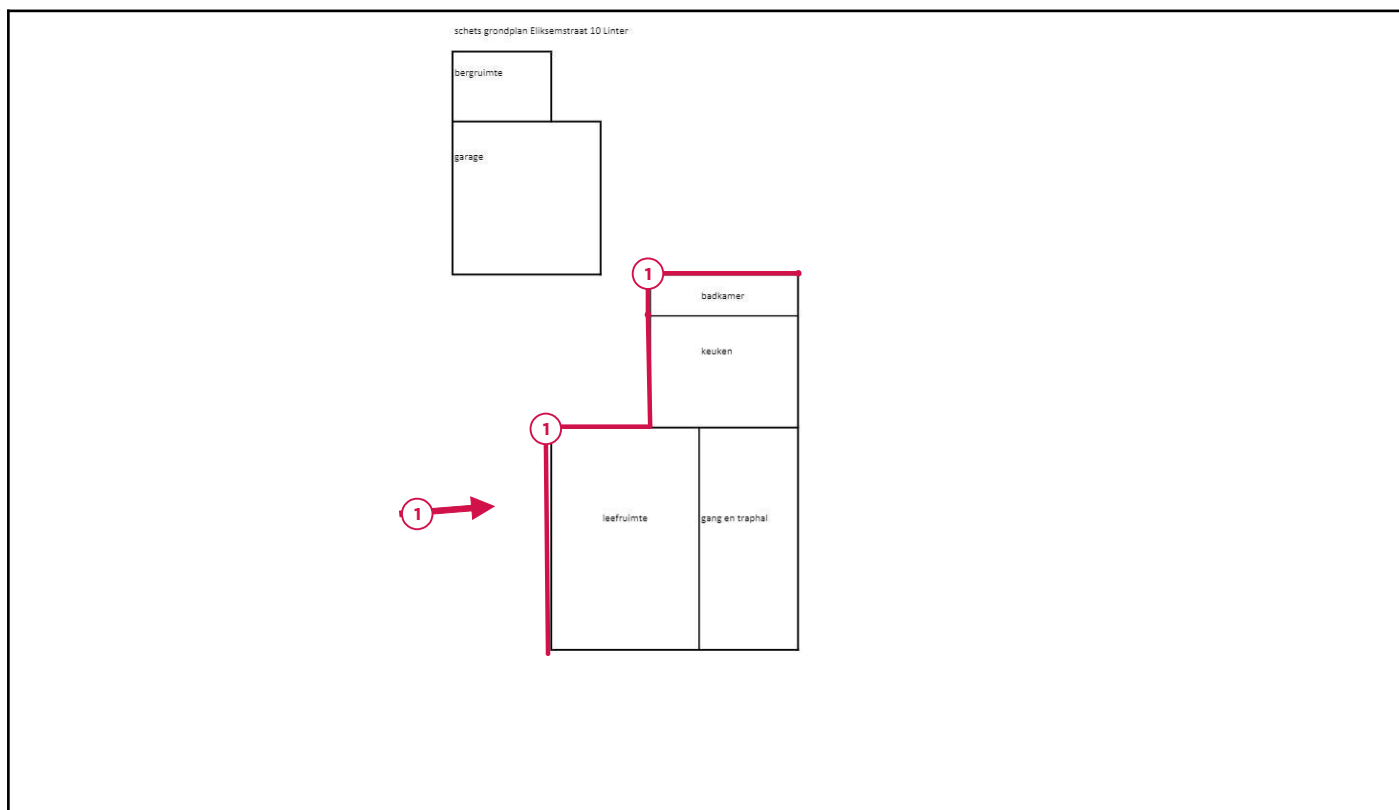 schets grondplan Eliksemstraat 10 Linter
bergruimte
garage
1
badkamer
keuken
1
1
leefruimte
gang en traphal